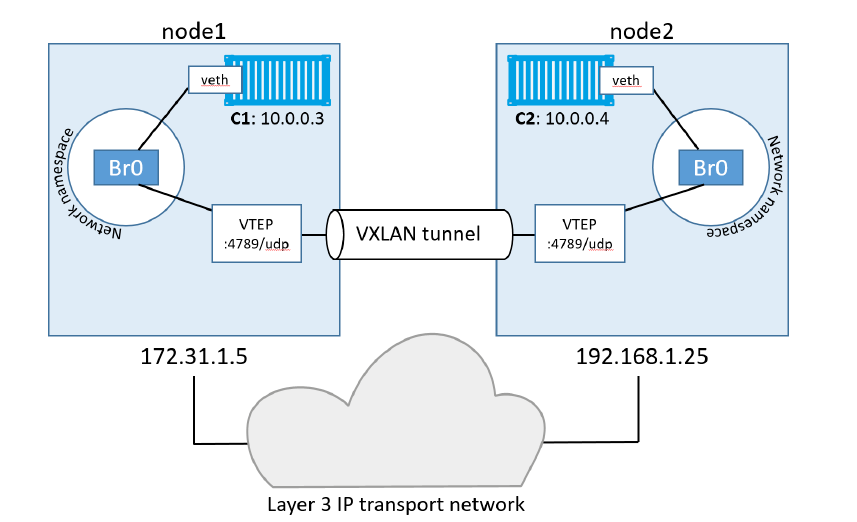 node1
node2
veth
C1: 10.0.0.3
Br0
Network namespace
VTEP
:4789/udp
VXLAN tunnel
veth
C2: 10.0.0.4
Br0
Network namespace
VTEP
:4789/udp
172.31.1.5
192.168.1.25
Layer 3 IP transport network